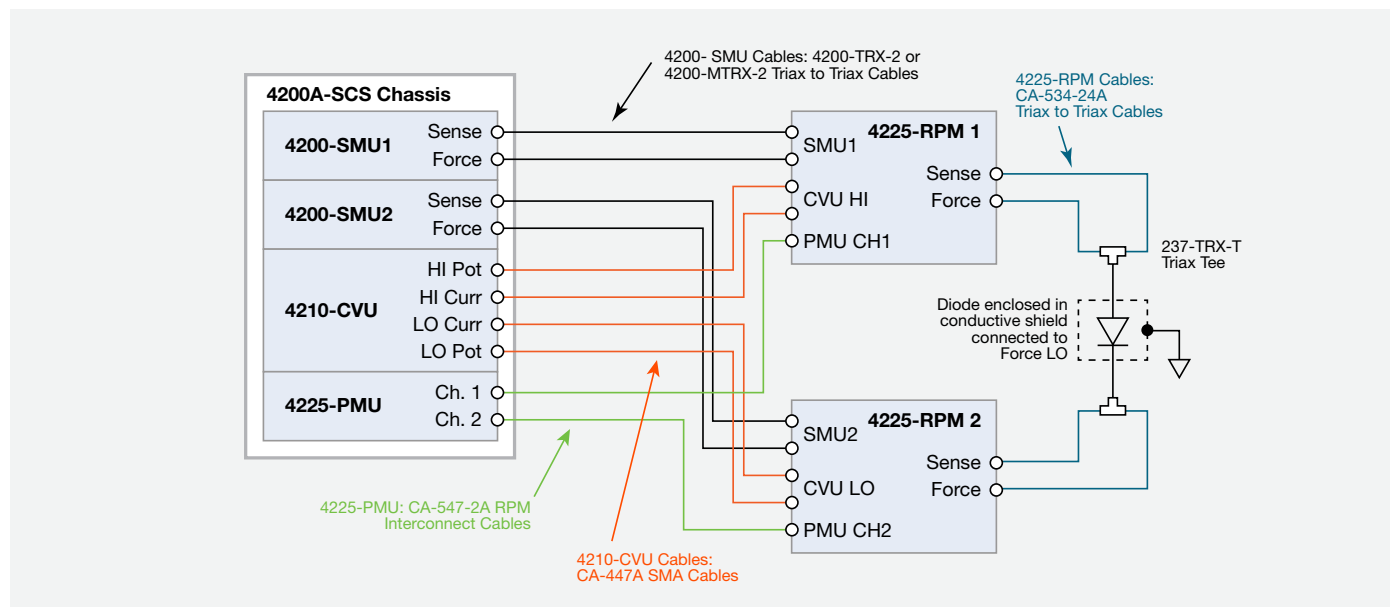 4200- SMU Cables: 4200-TRX-2 or
4200-MTRX-2 Triax to Triax Cables
4225-RPM Cables:
CA-534-24A
Triax to Triax Cables
4200A-SCS Chassis
4200-SMU1
Sense
Force
4200-SMU2
Sense
Force
4210-CVU
HI Pot
HI Curr
LO Curr
LO Pot
4225-PMU
Ch. 1
Ch. 2
4225-RPM 1
SMU1
CVU HI
PMU CH1
Sense
Force
237-TRX-T
Triax Tee
Diode enclosed in
conductive shield
connected to
Force LO
4225-RPM 2
SMU2
CVU LO
PMU CH2
Sense
Force
4225-PMU: CA-547-2A RPM
Interconnect Cables
4210-CVU Cables:
CA-447A SMA Cables